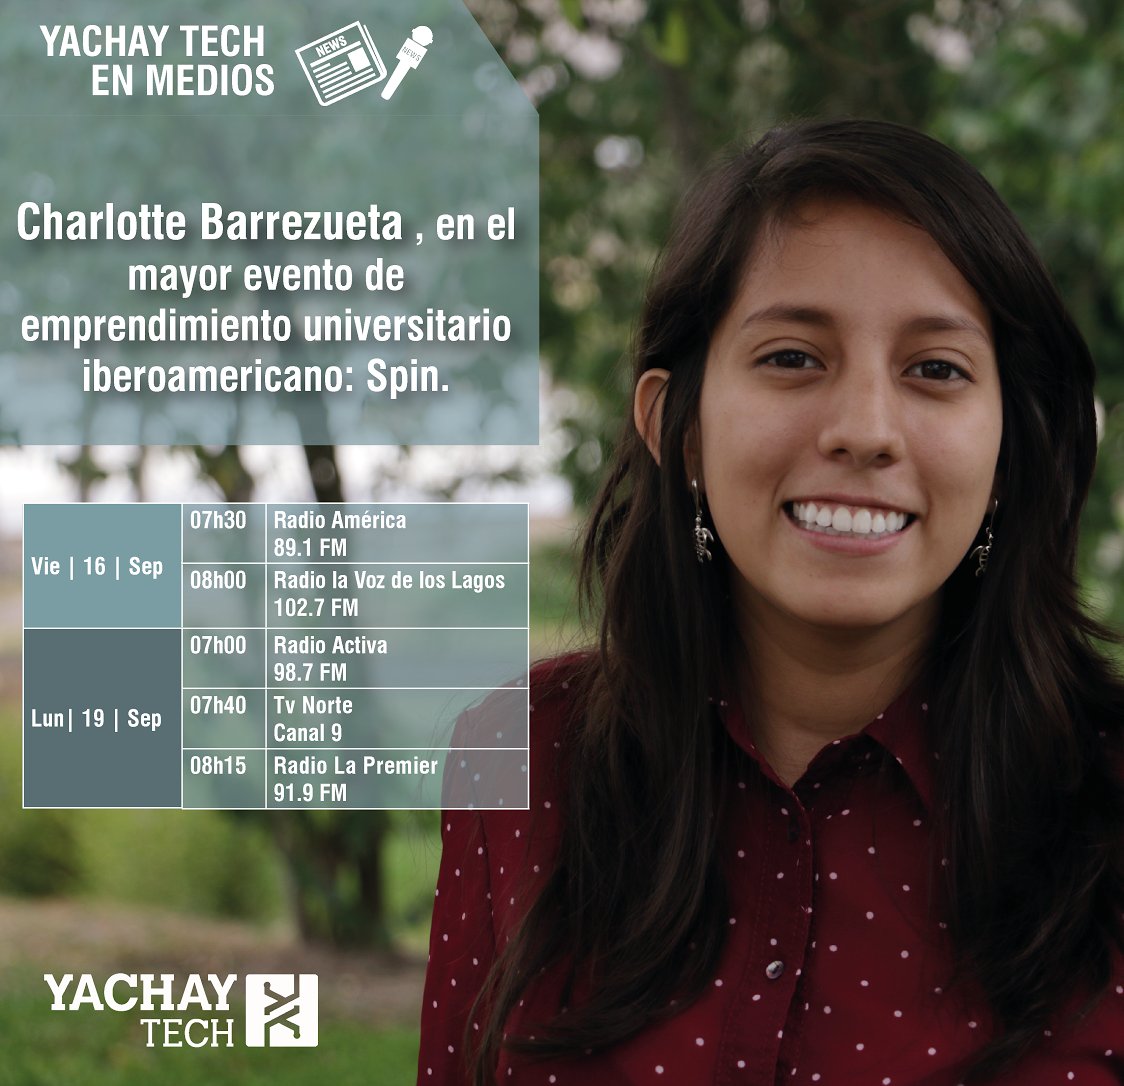 YACHAY TECH
EN MEDIOS
NEWS
NEWS
Charlotte Barrezueta , en el
mayor evento de
emprendimiento universitario
iberoamericano: Spin.
Vie | 16 | Sep
07h30 Radio América
89.1 FM
08h00 Radio la Voz de los Lagos
102.7 FM
Lun| 19 | Sep
07h00 Radio Activa
98.7 FM
07h40 Tv Norte
Canal 9
08h15 Radio La Premier
91.9 FM
YACHAY
TECH